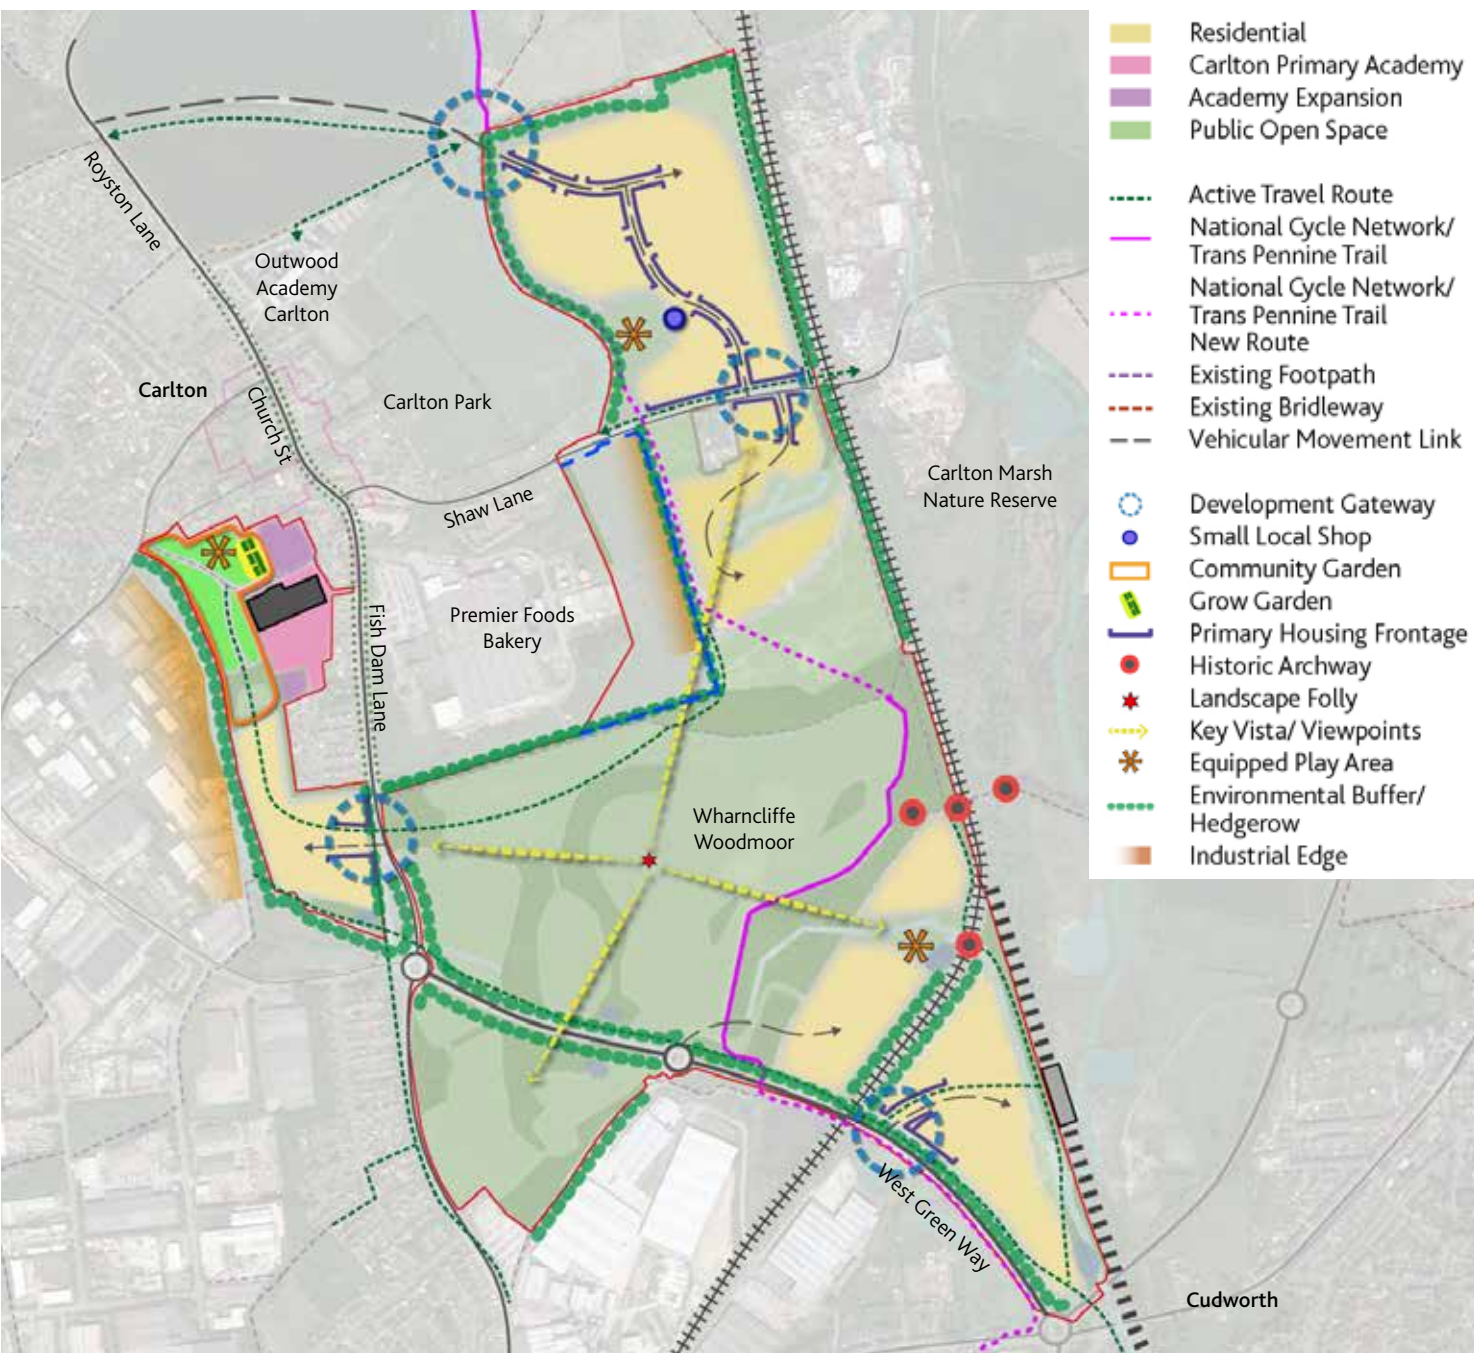 Royston Lane
Outwood
Academy
Carlton
Carlton
Church St
Carlton Park
Shaw Lane
Carlton Marsh
Nature Reserve
Premier Foods
Bakery
Fish Dam Lane
Wharncliffe
Woodmoor
West Green Way
Cudworth
Residential
Carlton Primary Academy
Academy Expansion
Public Open Space
Active Travel Route
National Cycle Network/
Trans Pennine Trail
National Cycle Network/
Trans Pennine Trail
New Route
Existing Footpath
Existing Bridleway
Vehicular Movement Link
Development Gateway
Small Local Shop
Community Garden
Grow Garden
Primary Housing Frontage
Historic Archway
Landscape Folly
Key Vista/ Viewpoints
Equipped Play Area
Environmental Buffer/
Hedgerow
Industrial Edge